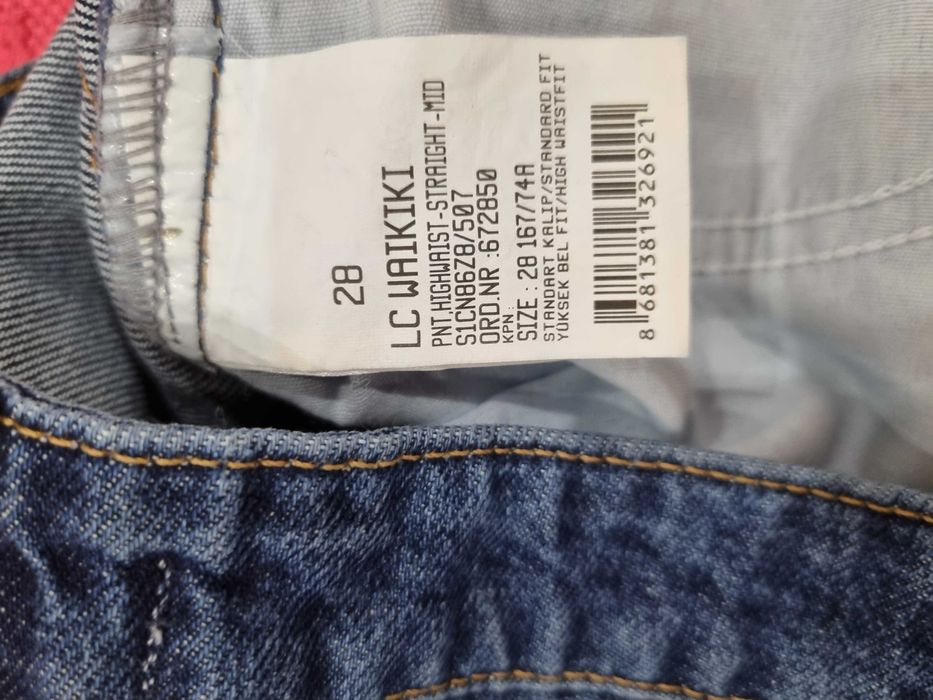 28
LC WAIKIKI
PNT,HIGHWAIST-STRAIGHT-MID
S1CN86Z8/507
ORD.NR :672850
KPN:
SIZE : 28 167/74A
STANDART KALIP/STANDARD FIT
YÜKSEK BEL FIT/HIGH WAISTFIT
8 681381 326921